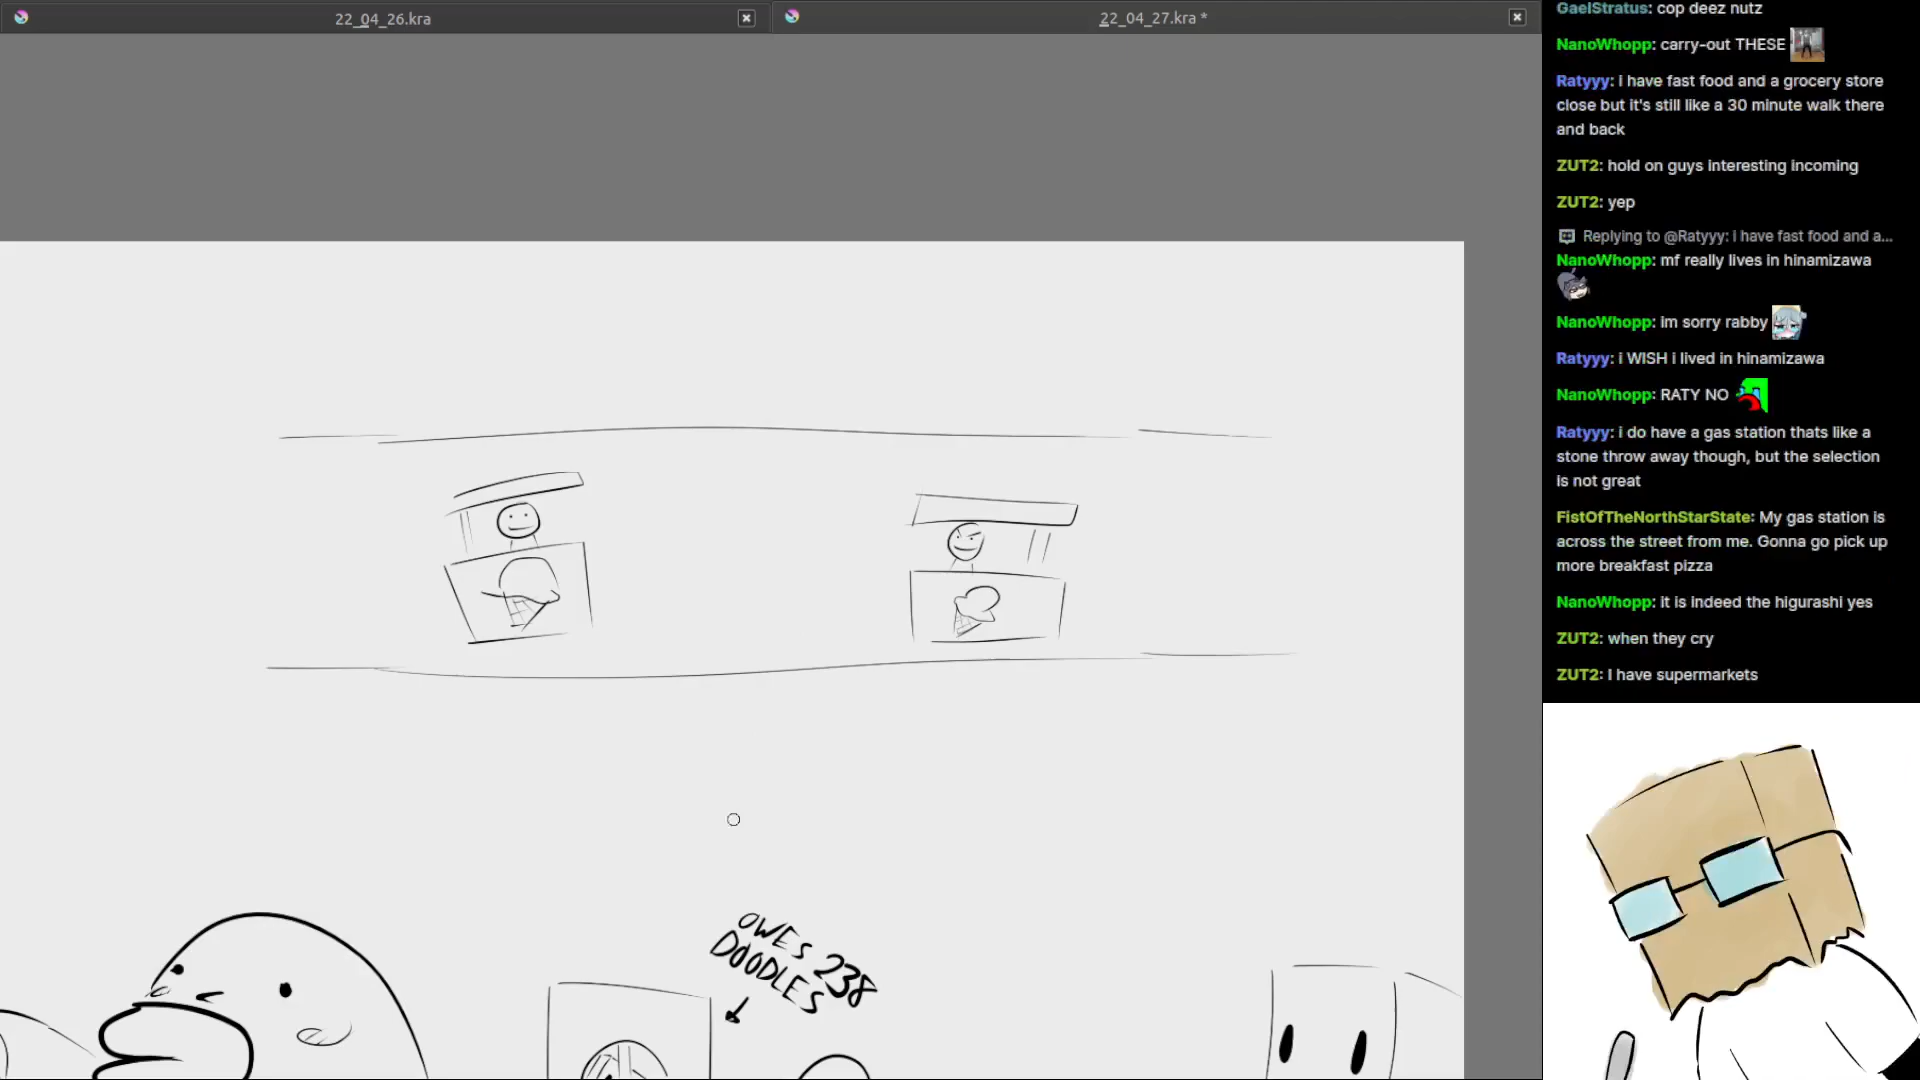 22_04_26.kra
22_04_27.kra *
GaelStratus: cop deez nutz
NanoWhopp: carry-out THESE
Ratyyy: i have fast food and a grocery store
close but it's still like a 30 minute walk there
and back
ZUT2: hold on guys interesting incoming
ZUT2: yep
Replying to @Ratyyy: i have fast food and a...
NanoWhopp: mf really lives in hinamizawa
NanoWhopp: im sorry rabby
Ratyyy: i WISH i lived in hinamizawa
NanoWhopp: RATY NO
Ratyyy: i do have a gas station thats like a
stone throw away though, but the selection
is not great
FistOfTheNorthStarState: My gas station is
across the street from me. Gonna go pick up
more breakfast pizza
NanoWhopp: it is indeed the higurashi yes
ZUT2: when they cry
ZUT2: I have supermarkets
OWES 238
DOODLES